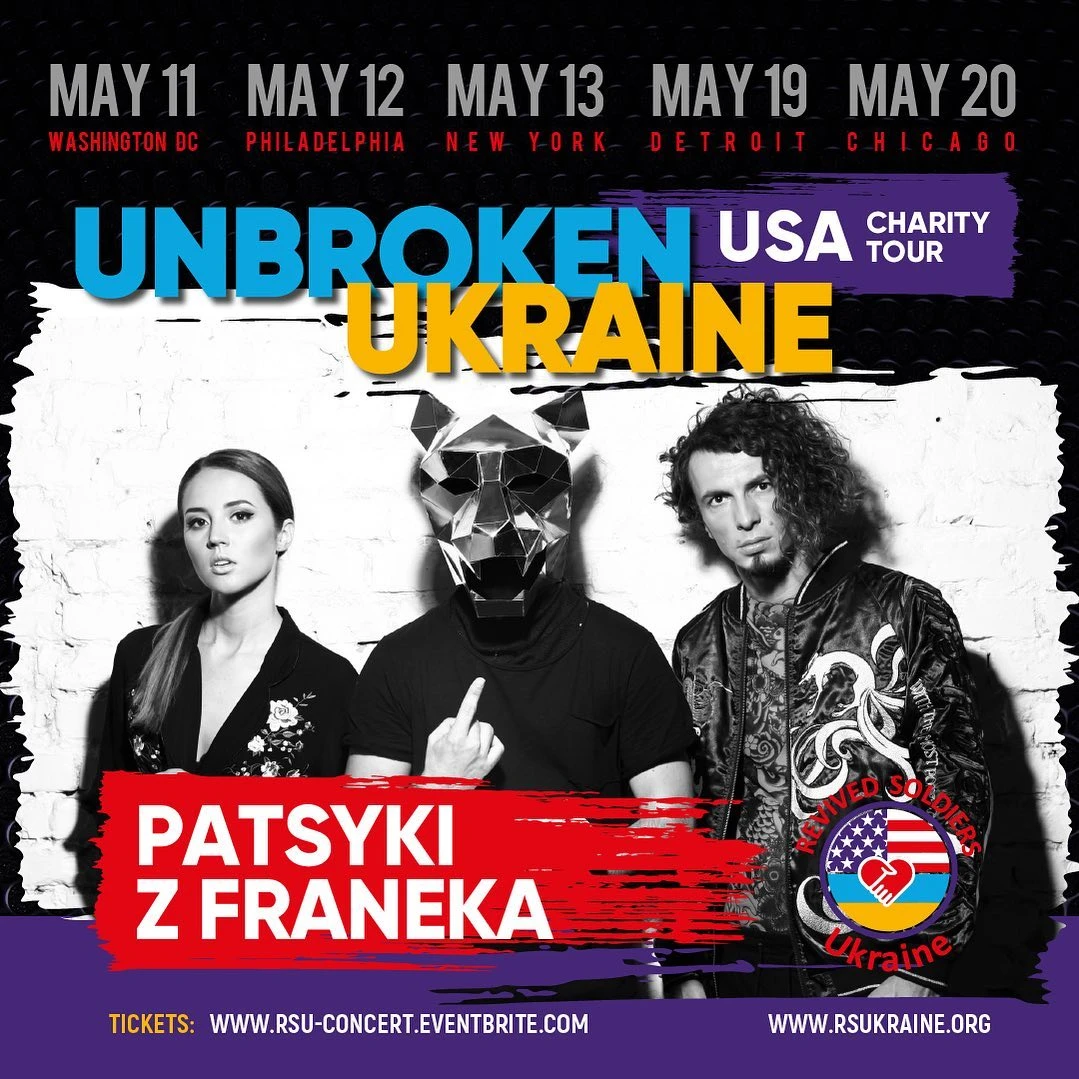 MAY 11 MAY 12 MAY 13 MAY 19 MAY 20
WASHINGTON DC PHILADELPHIA NEW YORK DETROIT CHICAGO
UNBROKEN
UKRAINE
USA CHARITY
TOUR
PATSYKI
Z FRANEKA
REVIVED SOLDIERS
Ukraine
TICKETS: WWW.RSU-CONCERT.EVENTBRITE.COM
WWW.RSUKRAINE.ORG